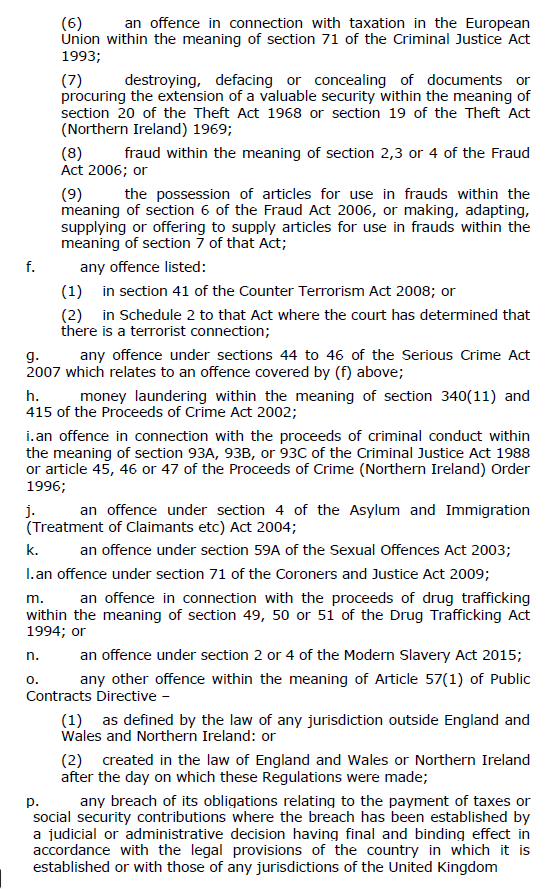 (6) an offence in connection with taxation in the European
Union within the meaning of section 71 of the Criminal Justice Act
1993;
(7) destroying, defacing or concealing of documents or
procuring the extension of a valuable security within the meaning of
section 20 of the Theft Act 1968 or section 19 of the Theft Act
(Northern Ireland) 1969;
(8) fraud within the meaning of section 2,3 or 4 of the Fraud
Act 2006; or
(9) the possession of articles for use in frauds within the
meaning of section 6 of the Fraud Act 2006, or making, adapting,
supplying or offering to supply articles for use in frauds within the
meaning of section 7 of that Act;
f. any offence listed:
(1) in section 41 of the Counter Terrorism Act 2008; or
(2) in Schedule 2 to that Act where the court has determined that
there is a terrorist connection;
g. any offence under sections 44 to 46 of the Serious Crime Act
2007 which relates to an offence covered by (f) above;
h. money laundering within the meaning of section 340(11) and
415 of the Proceeds of Crime Act 2002;
i. an offence in connection with the proceeds of criminal conduct within
the meaning of section 93A, 93B, or 93C of the Criminal Justice Act 1988
or article 45, 46 or 47 of the Proceeds of Crime (Northern Ireland) Order
1996;
j. an offence under section 4 of the Asylum and Immigration
(Treatment of Claimants etc) Act 2004;
k. an offence under section 59A of the Sexual Offences Act 2003;
l. an offence under section 71 of the Coroners and Justice Act 2009;
m. an offence in connection with the proceeds of drug trafficking
within the meaning of section 49, 50 or 51 of the Drug Trafficking Act
1994; or
n. an offence under section 2 or 4 of the Modern Slavery Act 2015;
o. any other offence within the meaning of Article 57(1) of Public
Contracts Directive –
(1) as defined by the law of any jurisdiction outside England and
Wales and Northern Ireland: or
(2) created in the law of England and Wales or Northern Ireland
after the day on which these Regulations were made;
p. any breach of its obligations relating to the payment of taxes or
social security contributions where the breach has been established by
a judicial or administrative decision having final and binding effect in
accordance with the legal provisions of the country in which it is
established or with those of any jurisdictions of the United Kingdom